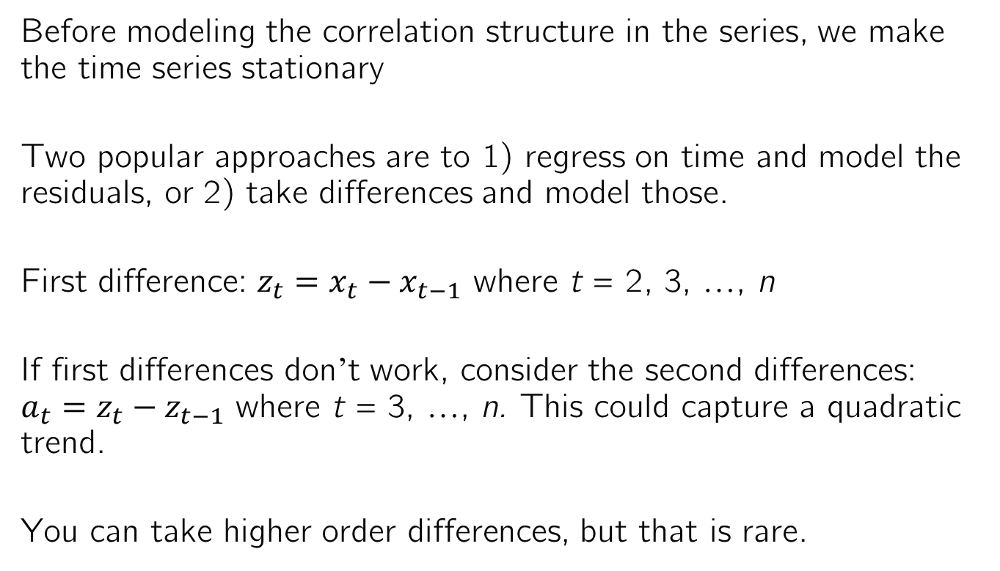 Before modeling the correlation structure in the series, we make
the time series stationary
Two popular approaches are to 1) regress on time and model the
residuals, or 2) take differences and model those.
First difference: $z_t = x_t - x_{t-1}$ where t = 2, 3, ..., n
If first differences don't work, consider the second differences:
$a_t = z_t - z_{t-1}$ where t = 3, ..., n. This could capture a quadratic
trend.
You can take higher order differences, but that is rare.